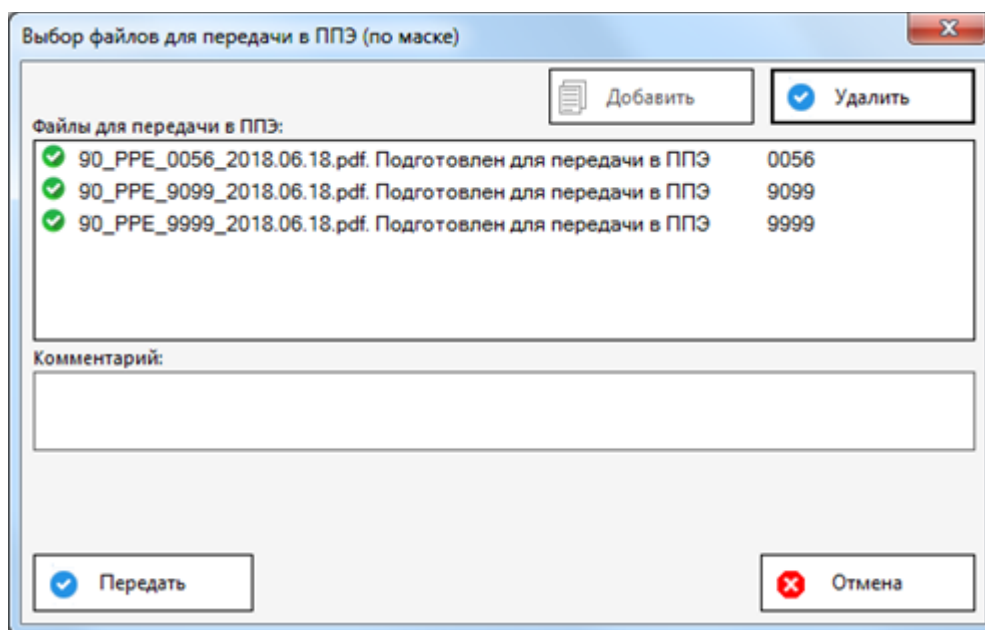 Выбор файлов для передачи в ППЭ (по маске)
Добавить
Удалить
Файлы для передачи в ППЭ:
90_PPE_0056_2018.06.18.pdf. Подготовлен для передачи в ППЭ 0056
90_PPE_9099_2018.06.18.pdf. Подготовлен для передачи в ППЭ 9099
90_PPE_9999_2018.06.18.pdf. Подготовлен для передачи в ППЭ 9999
Комментарий:
Передать
Отмена